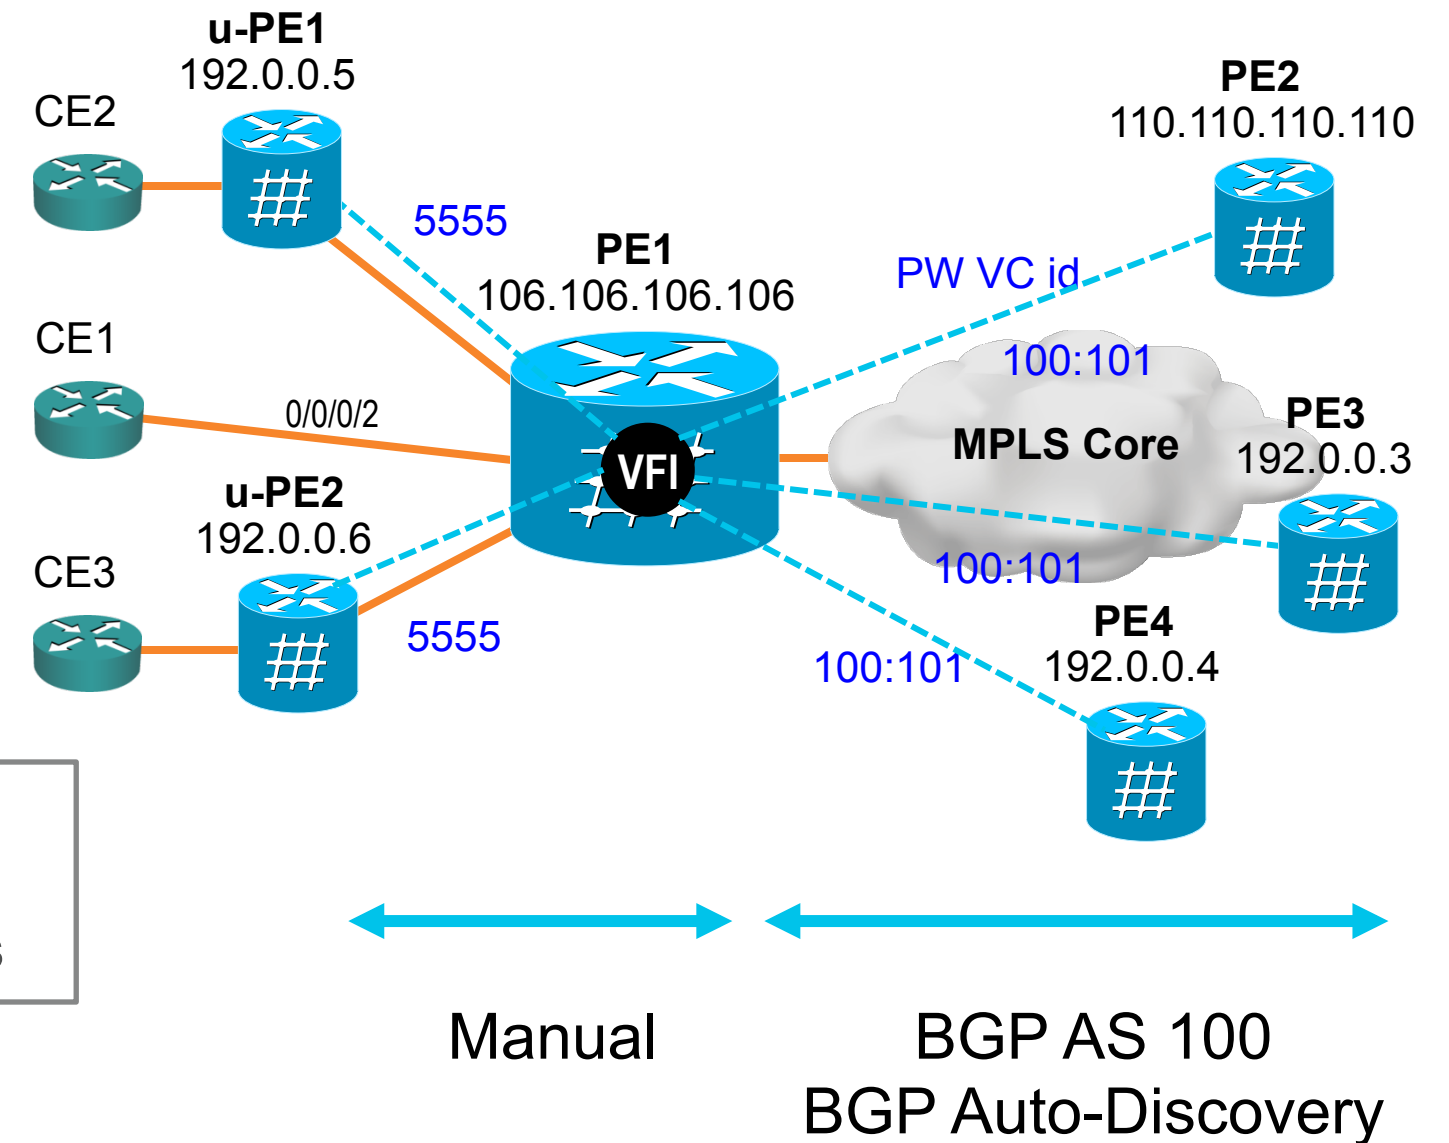 u-PE1
192.0.0.5
CE2
PE2
110.110.110.110
5555
PE1
106.106.106.106
PW VC id
CE1
0/0/0/2
100:101
MPLS Core
PE3
192.0.0.3
u-PE2
192.0.0.6
VFI
CE3
100:101
5555
PE4
192.0.0.4
100:101
Manual
BGP AS 100
BGP Auto-Discovery